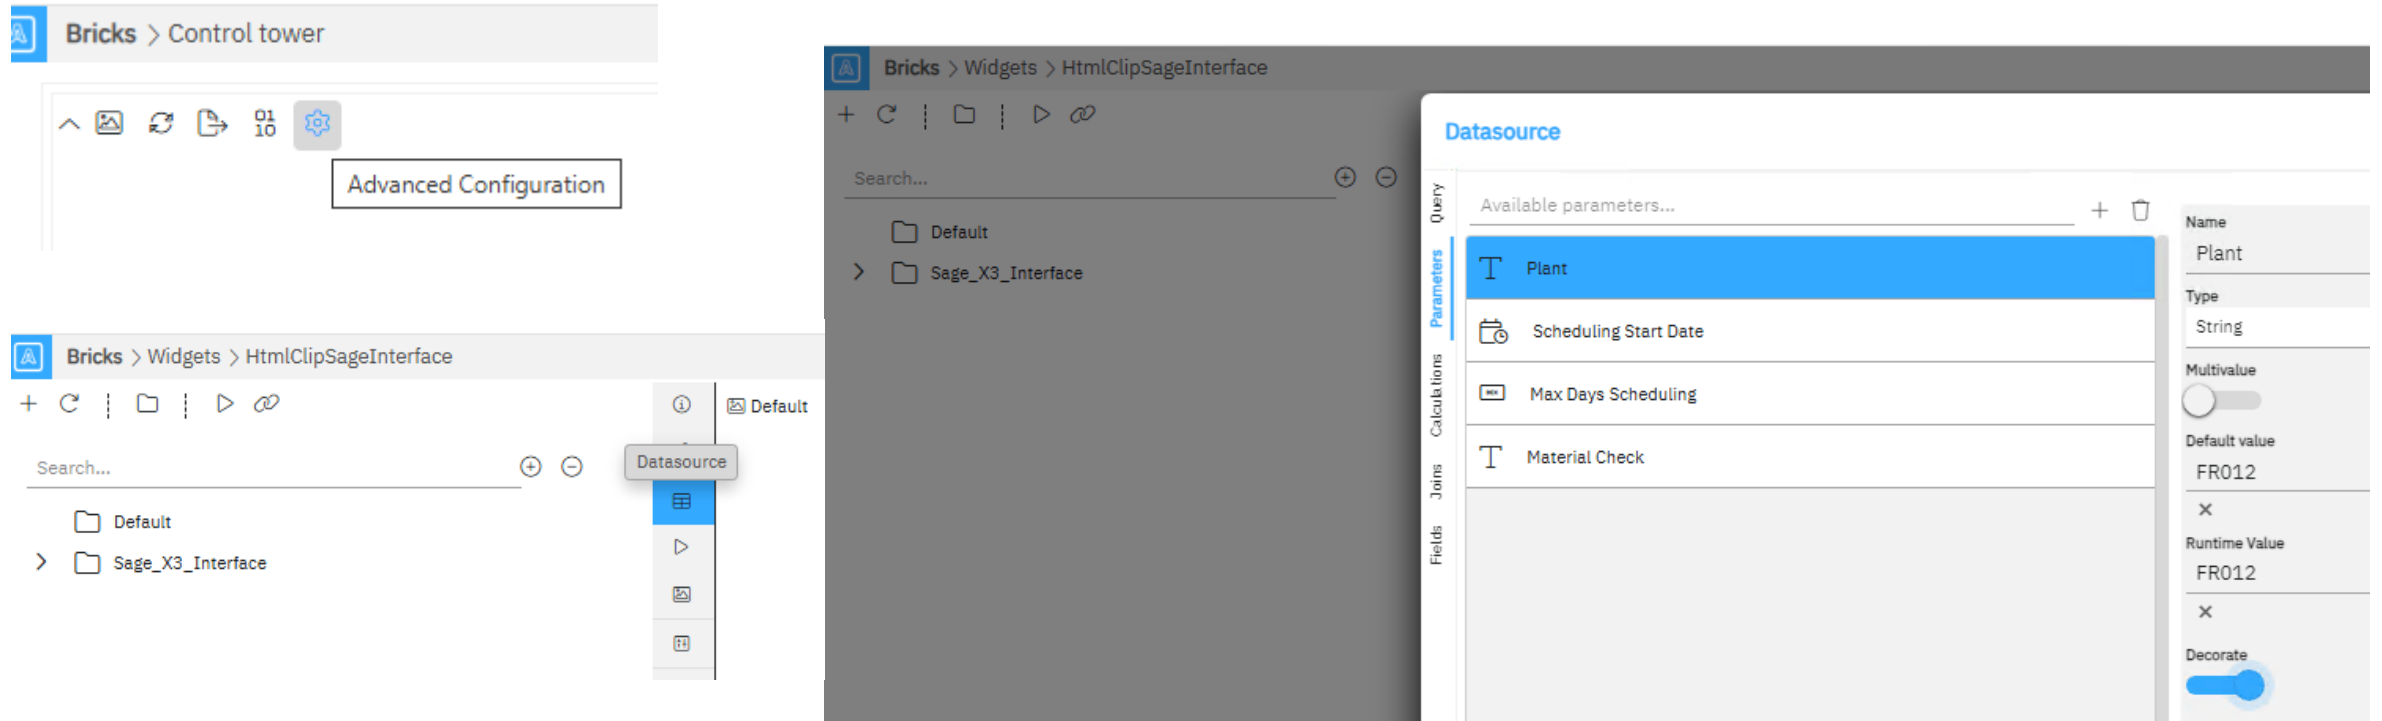 Bricks > Control tower
01
10
Advanced Configuration
Bricks > Widgets > HtmlClipSageInterface
Search...
Default
Sage_X3_Interface
Datasource
Default
Bricks > Widgets > HtmlClipSageInterface
Search...
Default
Sage_X3_Interface
Datasource
Query
Parameters
Calculations
Joins
Fields
Available parameters...
Plant
Scheduling Start Date
Max Days Scheduling
Material Check
Name
Plant
Type
String
Multivalue
Default value
FR012
Runtime Value
FR012
Decorate